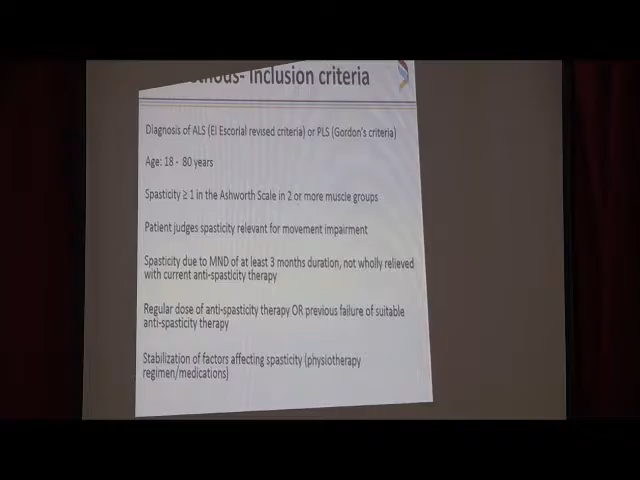 Inclusion criteria
Diagnosis of ALS (El Escorial revised criteria) or PLS (Gordon's criteria)
Age: 18 - 80 years
Spasticity ≥ 1 in the Ashworth Scale in 2 or more muscle groups
Patient judges spasticity relevant for movement impairment
Spasticity due to MND of at least 3 months duration, not wholly relieved
with current anti-spasticity therapy
Regular dose of anti-spasticity therapy OR previous failure of suitable
anti-spasticity therapy
Stabilization of factors affecting spasticity (physiotherapy
regimen/medications)